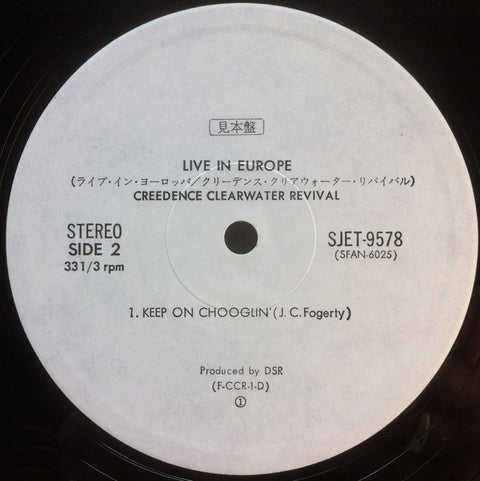 見本盤
LIVE IN EUROPE
(ライブ・イン・ヨーロッパ/クリーデンス・クリアウォーター・リバイバル)
CREEDENCE CLEARWATER REVIVAL
STEREO
SIDE 2
33 1/3 rpm
SJET-9578
(SFAN-6025)
1. KEEP ON CHOOGLIN' (J. C. Fogerty)
Produced by DSR
(F-CCR-1-D)
①